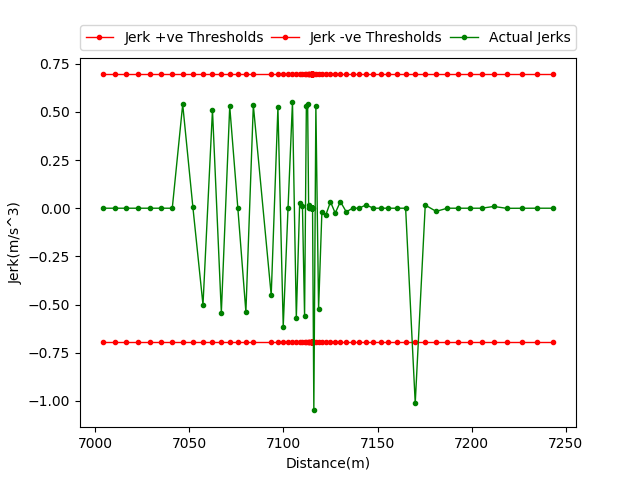 Jerk +ve Thresholds Jerk -ve Thresholds Actual Jerks
0.75
0.50
0.25
0.00
−0.25
−0.50
−0.75
−1.00
Jerk(m/s^3)
7000 7050 7100 7150 7200 7250
Distance(m)